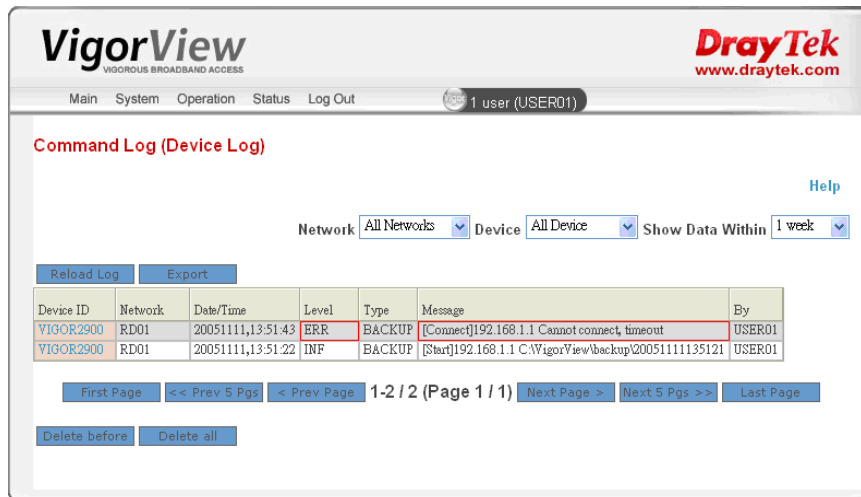 VigorView
VIGOROUS BROADBAND ACCESS
DrayTek
www.draytek.com
Main System Operation Status Log Out
Vigor 1 user (USER01)
Command Log (Device Log)
Help
Network All Networks Device All Device Show Data Within 1 week
Reload Log Export
Device ID Network Date/Time Level Type Message By
VIGOR2900 RD01 20051111,13:51:43 ERR BACKUP [Connect]192.168.1.1 Cannot connect, timeout USER01
VIGOR2900 RD01 20051111,13:51:22 INF BACKUP [Start]192.168.1.1 C:\VigorView\backup\20051111135121 USER01
First Page << Prev 5 Pgs < Prev Page 1-2 / 2 (Page 1 / 1) Next Page > Next 5 Pgs >> Last Page
Delete before Delete all